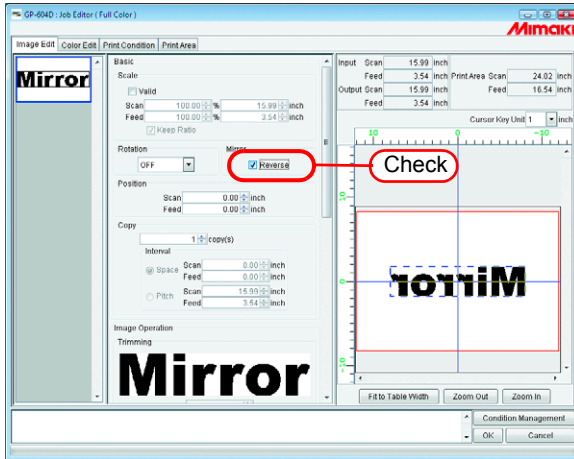 GP-604D : Job Editor ( Full Color )
Mimaki
Image Edit Color Edit Print Condition Print Area
Mirror
Basic
Scale
Valid
Scan 100.00 % 15.99 inch
Feed 100.00 % 3.54 inch
Keep Ratio
Rotation Mirror
OFF Reverse
Check
Position
Scan 0.00 inch
Feed 0.00 inch
Copy
1 copy(s)
Interval
Space Scan 0.00 inch
Feed 0.00 inch
Pitch Scan 15.99 inch
Feed 3.54 inch
Image Operation
Trimming
Mirror
Input Scan 15.99 inch
Feed 3.54 inch Print Area Scan 24.02 inch
Output Scan 15.99 inch Feed 16.54 inch
Feed 3.54 inch
Cursor Key Unit 1 inch
10 0 -10
10
0
-10
Mirror
Fit to Table Width Zoom Out Zoom In
Condition Management
OK Cancel